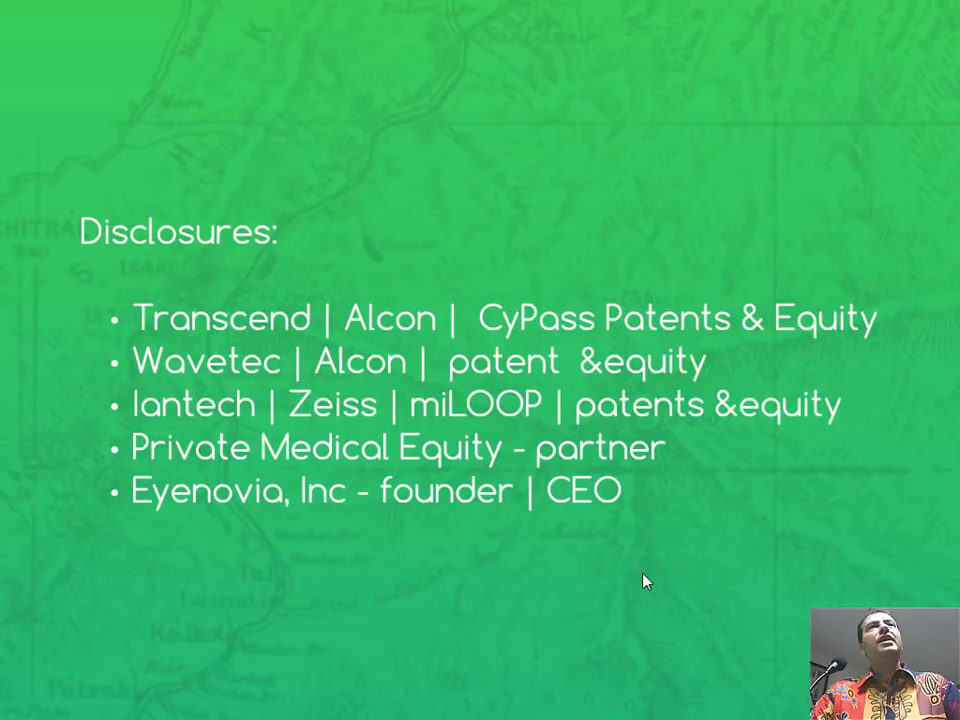 Disclosures:
• Transcend | Alcon | CyPass Patents & Equity
• Wavetec | Alcon | patent &equity
• Iantech | Zeiss | miLOOP | patents &equity
• Private Medical Equity - partner
• Eyenovia, Inc - founder | CEO